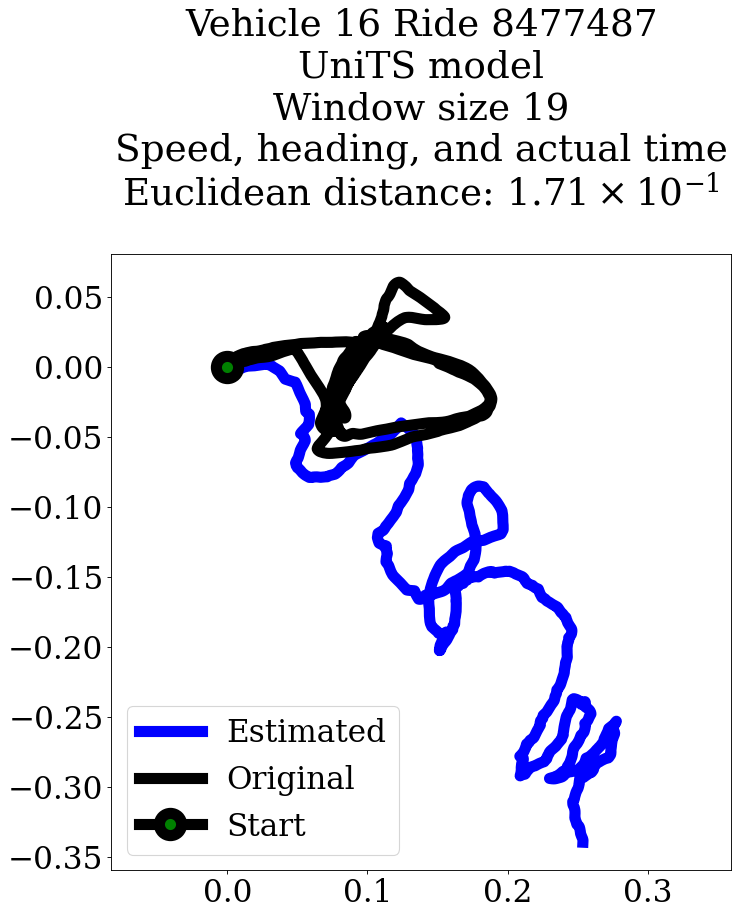 Vehicle 16 Ride 8477487
UniTS model
Window size 19
Speed, heading, and actual time
Euclidean distance: 1.71 × 10⁻¹
0.05
0.00
−0.05
−0.10
−0.15
−0.20
−0.25
−0.30
−0.35
Estimated
Original
Start
0.0 0.1 0.2 0.3